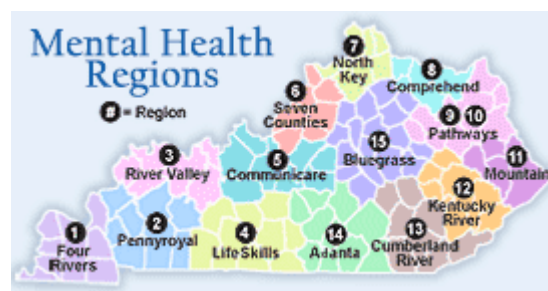 Mental Health
Regions
# = Region
7
North
Key
8
Comprehend
6
Seven
Counties
9 10
Pathways
15
Bluegrass
3
River Valley
5
Communicare
11
Mountain
12
Kentucky
River
1
Four
Rivers
2
Pennyroyal
4
LifeSkills
14
Adanta
13
Cumberland
River